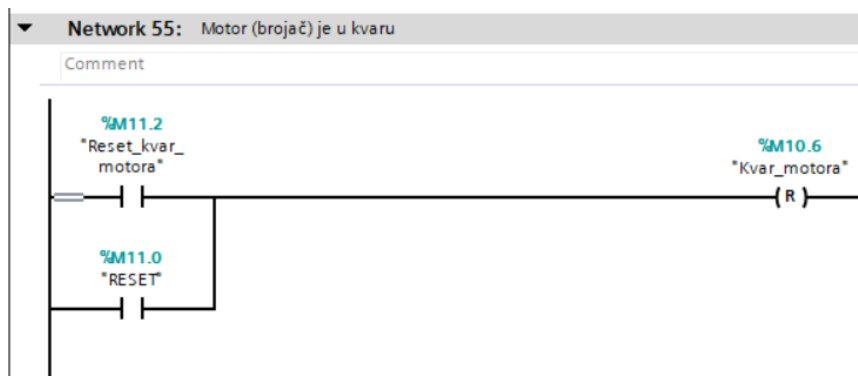 Network 55: Motor (brojač) je u kvaru
Comment
%M11.2
"Reset_kvar_
motora"
%M10.6
"Kvar_motora"
R
%M11.0
"RESET"